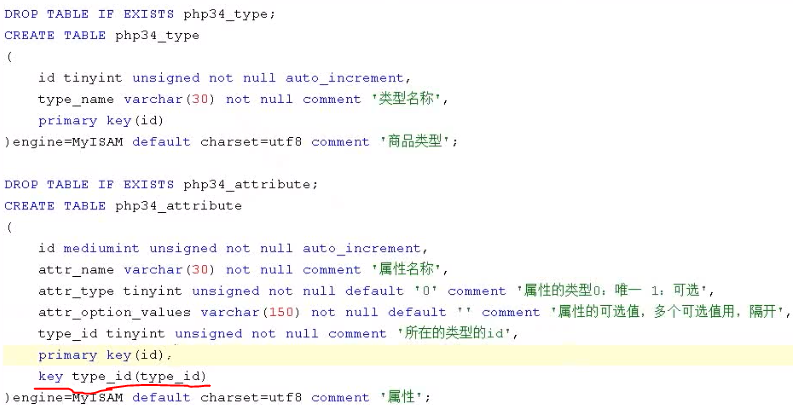 DROP TABLE IF EXISTS php34_type;
CREATE TABLE php34_type
(
    id tinyint unsigned not null auto_increment,
    type_name varchar(30) not null comment '类型名称',
    primary key(id)
)engine=MyISAM default charset=utf8 comment '商品类型';

DROP TABLE IF EXISTS php34_attribute;
CREATE TABLE php34_attribute
(
    id mediumint unsigned not null auto_increment,
    attr_name varchar(30) not null comment '属性名称',
    attr_type tinyint unsigned not null default '0' comment '属性的类型0：唯一 1：可选',
    attr_option_values varchar(150) not null default '' comment '属性的可选值，多个可选值用，隔开',
    type_id tinyint unsigned not null comment '所在的类型的id',
    primary key(id),
    key type_id(type_id)
)engine=MyISAM default charset=utf8 comment '属性';